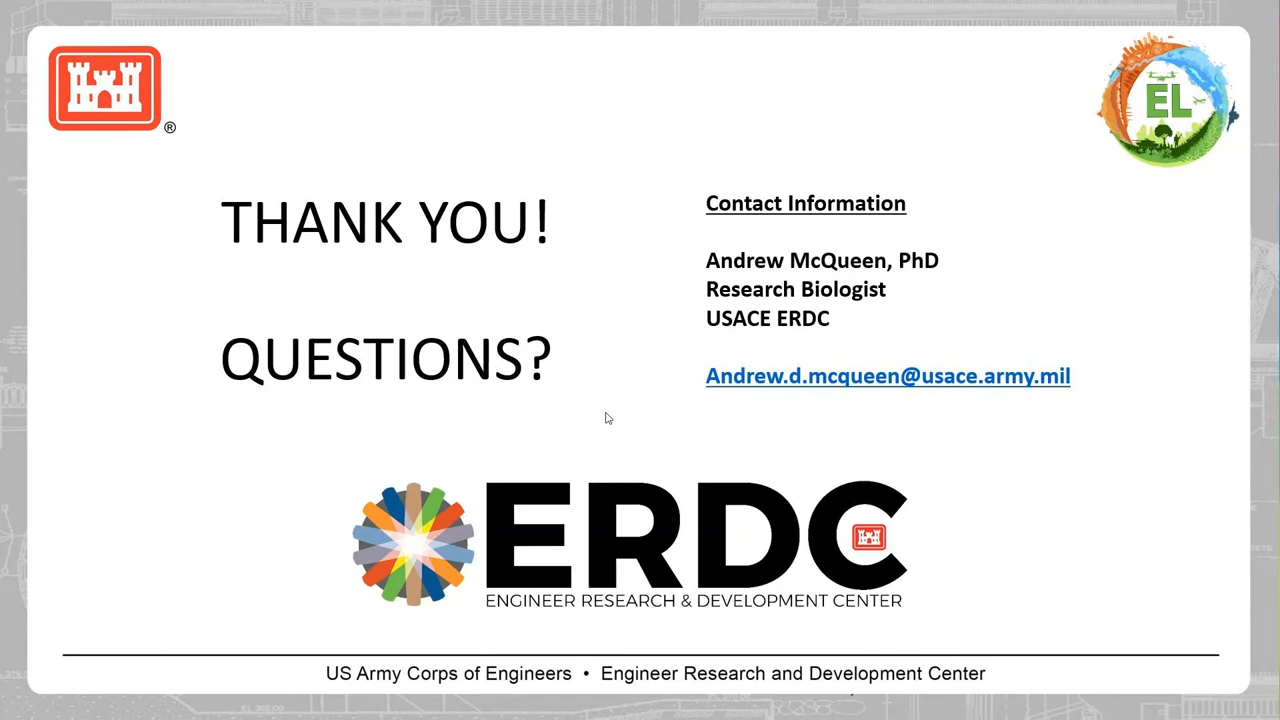 ®
EL
THANK YOU!
QUESTIONS?
Contact Information
Andrew McQueen, PhD
Research Biologist
USACE ERDC
Andrew.d.mcqueen@usace.army.mil
ERDC
ENGINEER RESEARCH & DEVELOPMENT CENTER
US Army Corps of Engineers • Engineer Research and Development Center